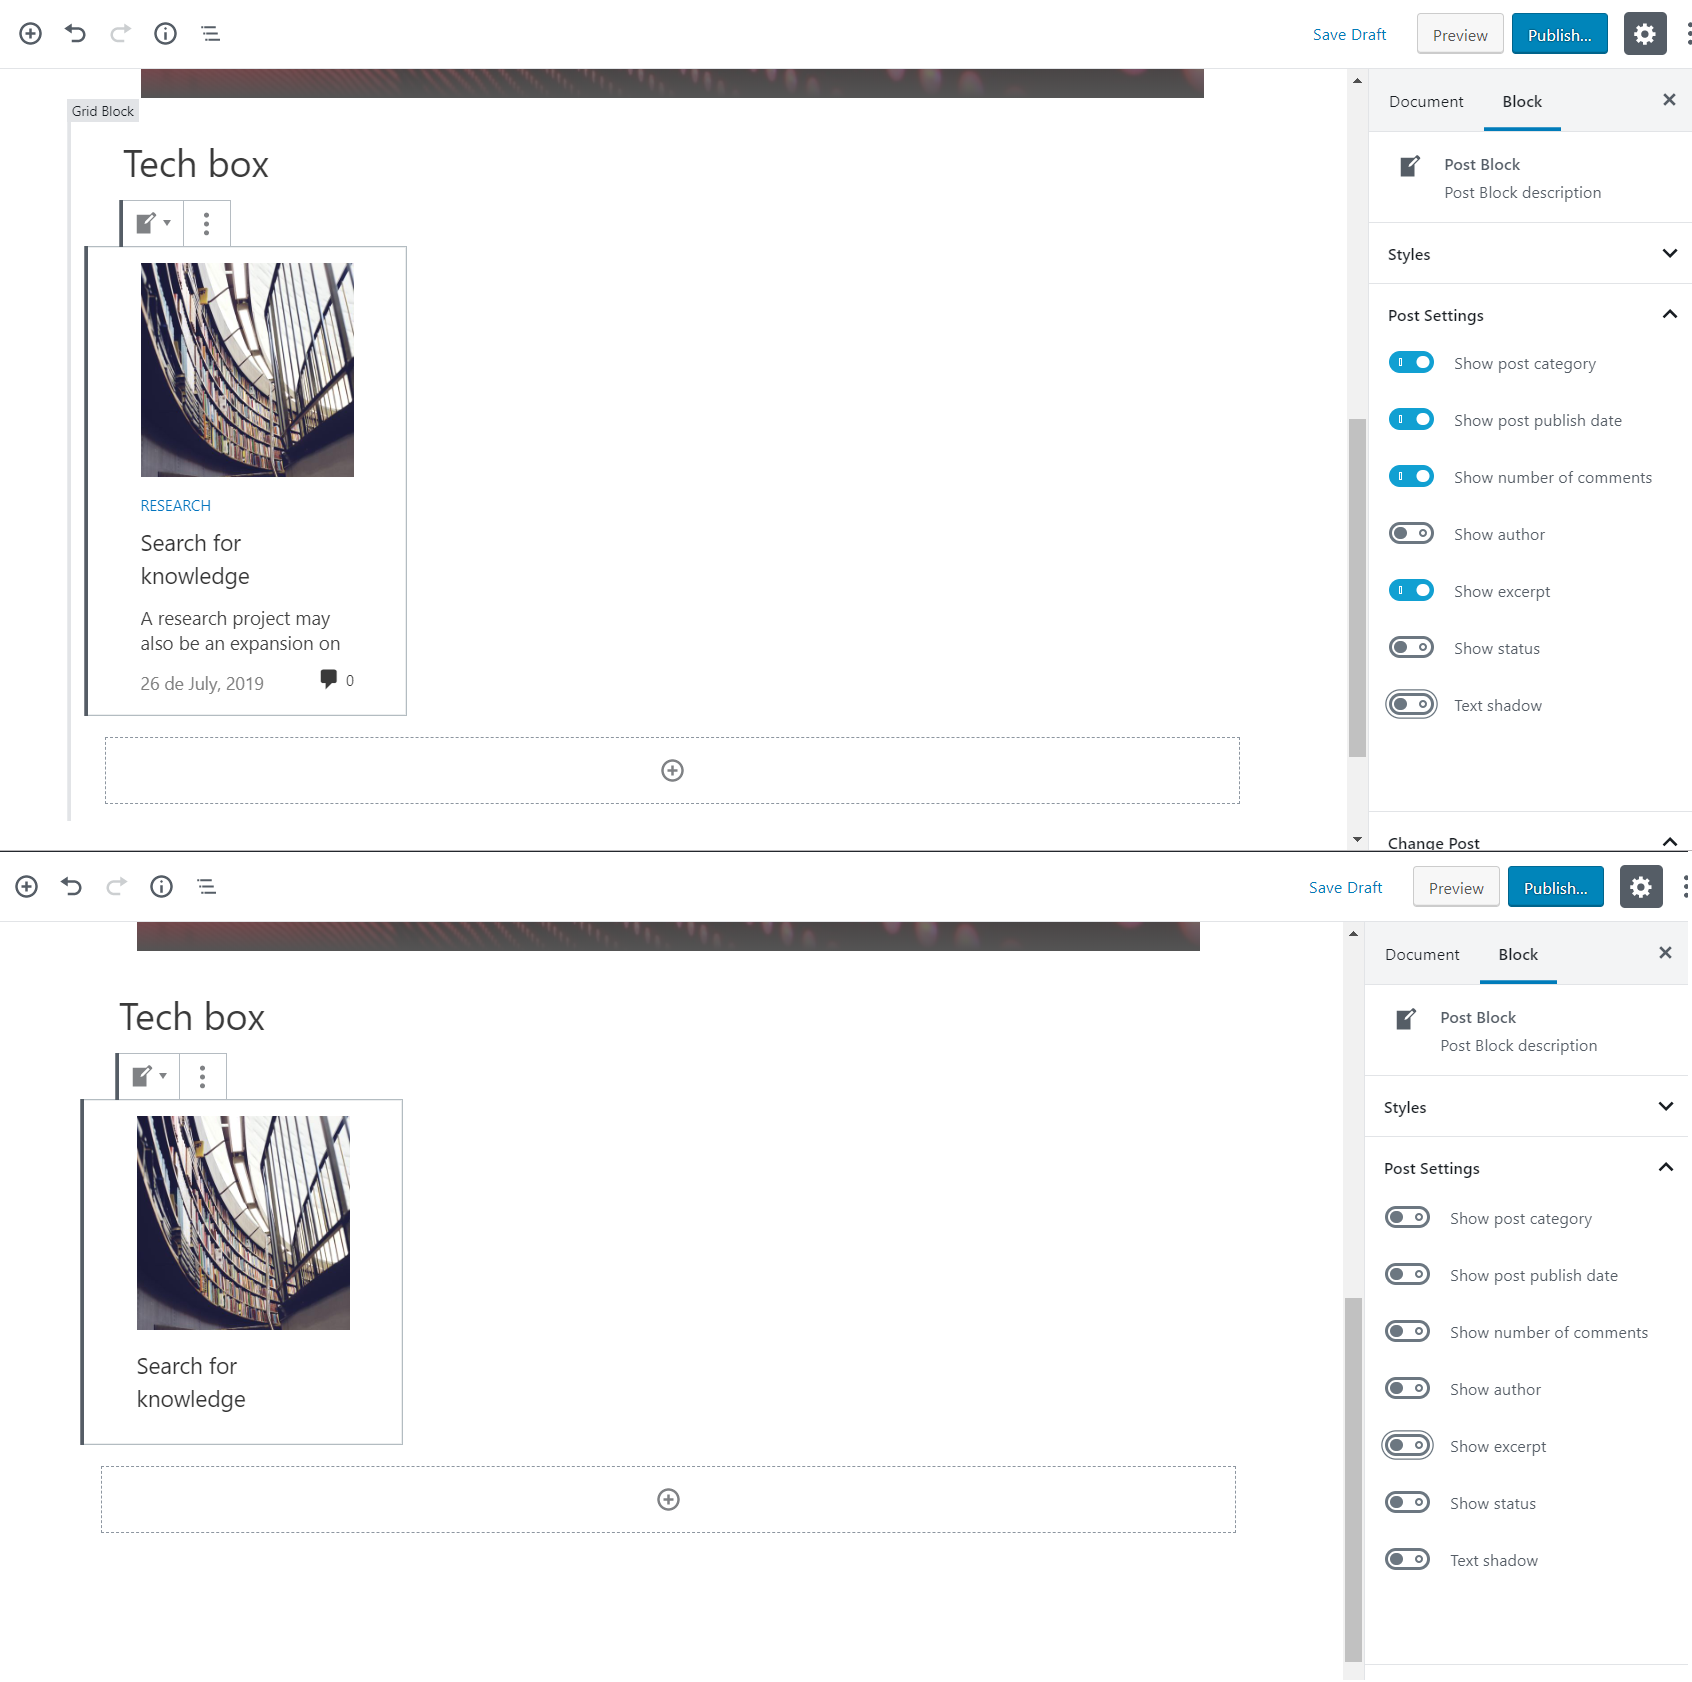 Save Draft
Preview
Publish...
Grid Block
Tech box
RESEARCH
Search for
knowledge
A research project may
also be an expansion on
26 de July, 2019
0
Document
Block
Post Block
Post Block description
Styles
Post Settings
Show post category
Show post publish date
Show number of comments
Show author
Show excerpt
Show status
Text shadow
Change Post
Save Draft
Preview
Publish...
Tech box
Search for
knowledge
Document
Block
Post Block
Post Block description
Styles
Post Settings
Show post category
Show post publish date
Show number of comments
Show author
Show excerpt
Show status
Text shadow